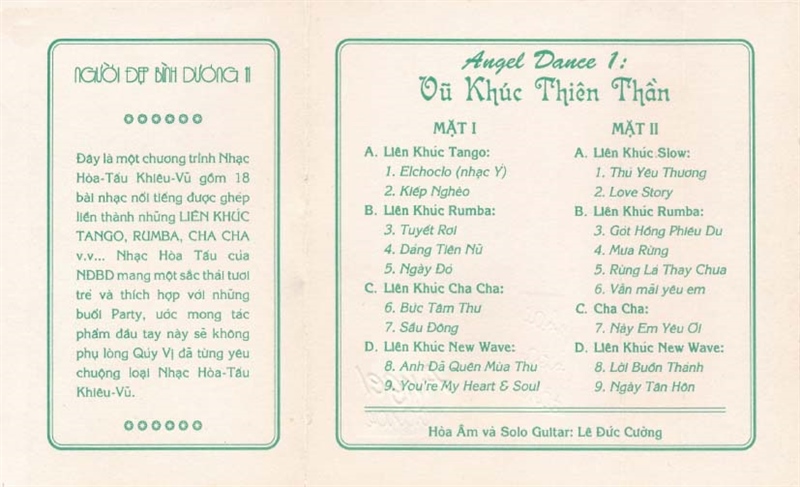 NGƯỜI ĐẸP BÌNH DƯƠNG 11
Đây là một chương trình Nhạc
Hòa-Tấu Khiêu-Vũ gồm 18
bài nhạc nổi tiếng được ghép
liền thành những LIÊN KHÚC
TANGO, RUMBA, CHA CHA
v.v... Nhạc Hòa Tấu của
NĐBD mang một sắc thái tươi
trẻ và thích hợp với những
buổi Party, ước mong tác
phẩm đầu tay này sẽ không
phụ lòng Qúy Vị đã từng yêu
chuộng loại Nhạc Hòa-Tấu
Khiêu-Vũ.
Angel Dance 1:
Vũ Khúc Thiên Thần
MẶT I
A. Liên Khúc Tango:
1. Elchoclo (nhạc Ý)
2. Kiếp Nghèo
B. Liên Khúc Rumba:
3. Tuyết Rơi
4. Dáng Tiên Nữ
5. Ngày Đó
C. Liên Khúc Cha Cha:
6. Bức Tâm Thư
7. Sầu Đông
D. Liên Khúc New Wave:
8. Anh Đã Quên Mùa Thu
9. You're My Heart & Soul
MẶT II
A. Liên Khúc Slow:
1. Thú Yêu Thương
2. Love Story
B. Liên Khúc Rumba:
3. Gót Hồng Phiêu Du
4. Mưa Rừng
5. Rừng Lá Thay Chưa
6. Vẫn mãi yêu em
C. Cha Cha:
7. Này Em Yêu Ơi
D. Liên Khúc New Wave:
8. Lời Buồn Thánh
9. Ngày Tân Hôn
Hòa Âm và Solo Guitar: Lê Đức Cường